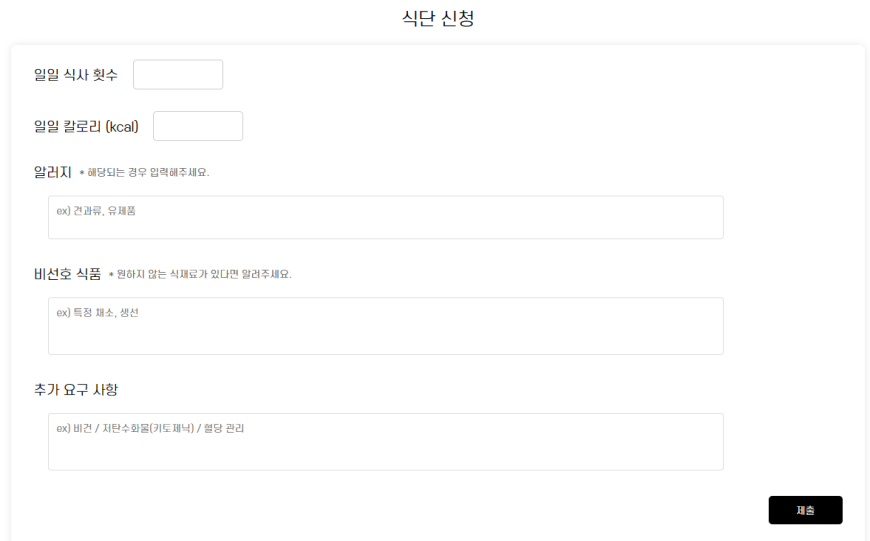 식단 신청
일일 식사 횟수
일일 칼로리 (kcal)
알러지 * 해당되는 경우 입력해주세요.
ex) 견과류, 유제품
비선호 식품 * 원하지 않는 식재료가 있다면 알려주세요.
ex) 특정 채소, 생선
추가 요구 사항
ex) 비건 / 저탄수화물(키토제닉) / 혈당 관리
제출